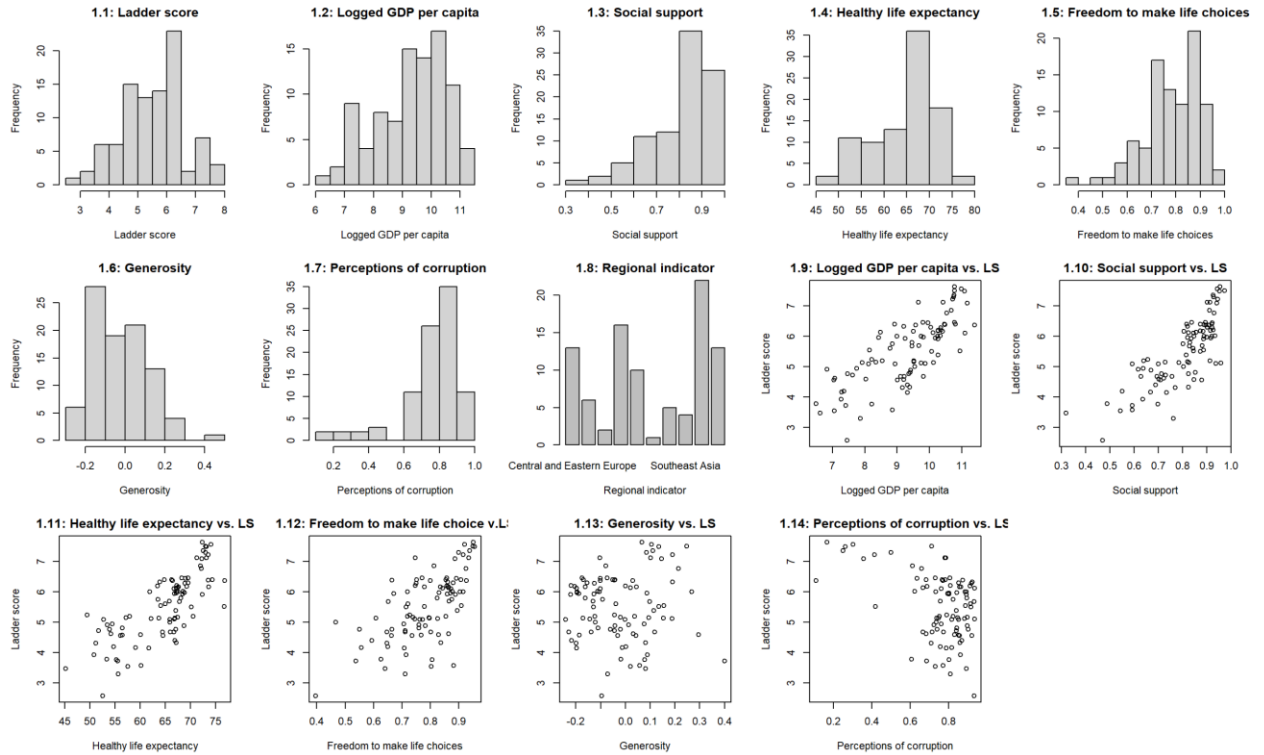 1.1: Ladder score
Frequency
0 5 10 15 20
3 4 5 6 7 8
Ladder score
1.2: Logged GDP per capita
Frequency
0 5 10 15
6 7 8 9 10 11
Logged GDP per capita
1.3: Social support
Frequency
0 5 10 15 20 25 30 35
0.3 0.5 0.7 0.9
Social support
1.4: Healthy life expectancy
Frequency
0 5 10 15 20 25 30 35
45 50 55 60 65 70 75 80
Healthy life expectancy
1.5: Freedom to make life choices
Frequency
0 5 10 15 20
0.4 0.5 0.6 0.7 0.8 0.9 1.0
Freedom to make life choices
1.6: Generosity
Frequency
0 5 10 15 20 25
-0.2 0.0 0.2 0.4
Generosity
1.7: Perceptions of corruption
Frequency
0 5 10 15 20 25 30 35
0.2 0.4 0.6 0.8 1.0
Perceptions of corruption
1.8: Regional indicator
Frequency
0 5 10 15 20
Central and Eastern Europe Southeast Asia
Regional indicator
1.9: Logged GDP per capita vs. LS
Ladder score
3 4 5 6 7
7 8 9 10 11
Logged GDP per capita
1.10: Social support vs. LS
Ladder score
3 4 5 6 7
0.3 0.4 0.5 0.6 0.7 0.8 0.9 1.0
Social support
1.11: Healthy life expectancy vs. LS
Ladder score
3 4 5 6 7
45 50 55 60 65 70 75
Healthy life expectancy
1.12: Freedom to make life choice v.LS
Ladder score
3 4 5 6 7
0.4 0.5 0.6 0.7 0.8 0.9
Freedom to make life choices
1.13: Generosity vs. LS
Ladder score
3 4 5 6 7
-0.2 -0.1 0.0 0.1 0.2 0.3 0.4
Generosity
1.14: Perceptions of corruption vs. LS
Ladder score
3 4 5 6 7
0.2 0.4 0.6 0.8
Perceptions of corruption